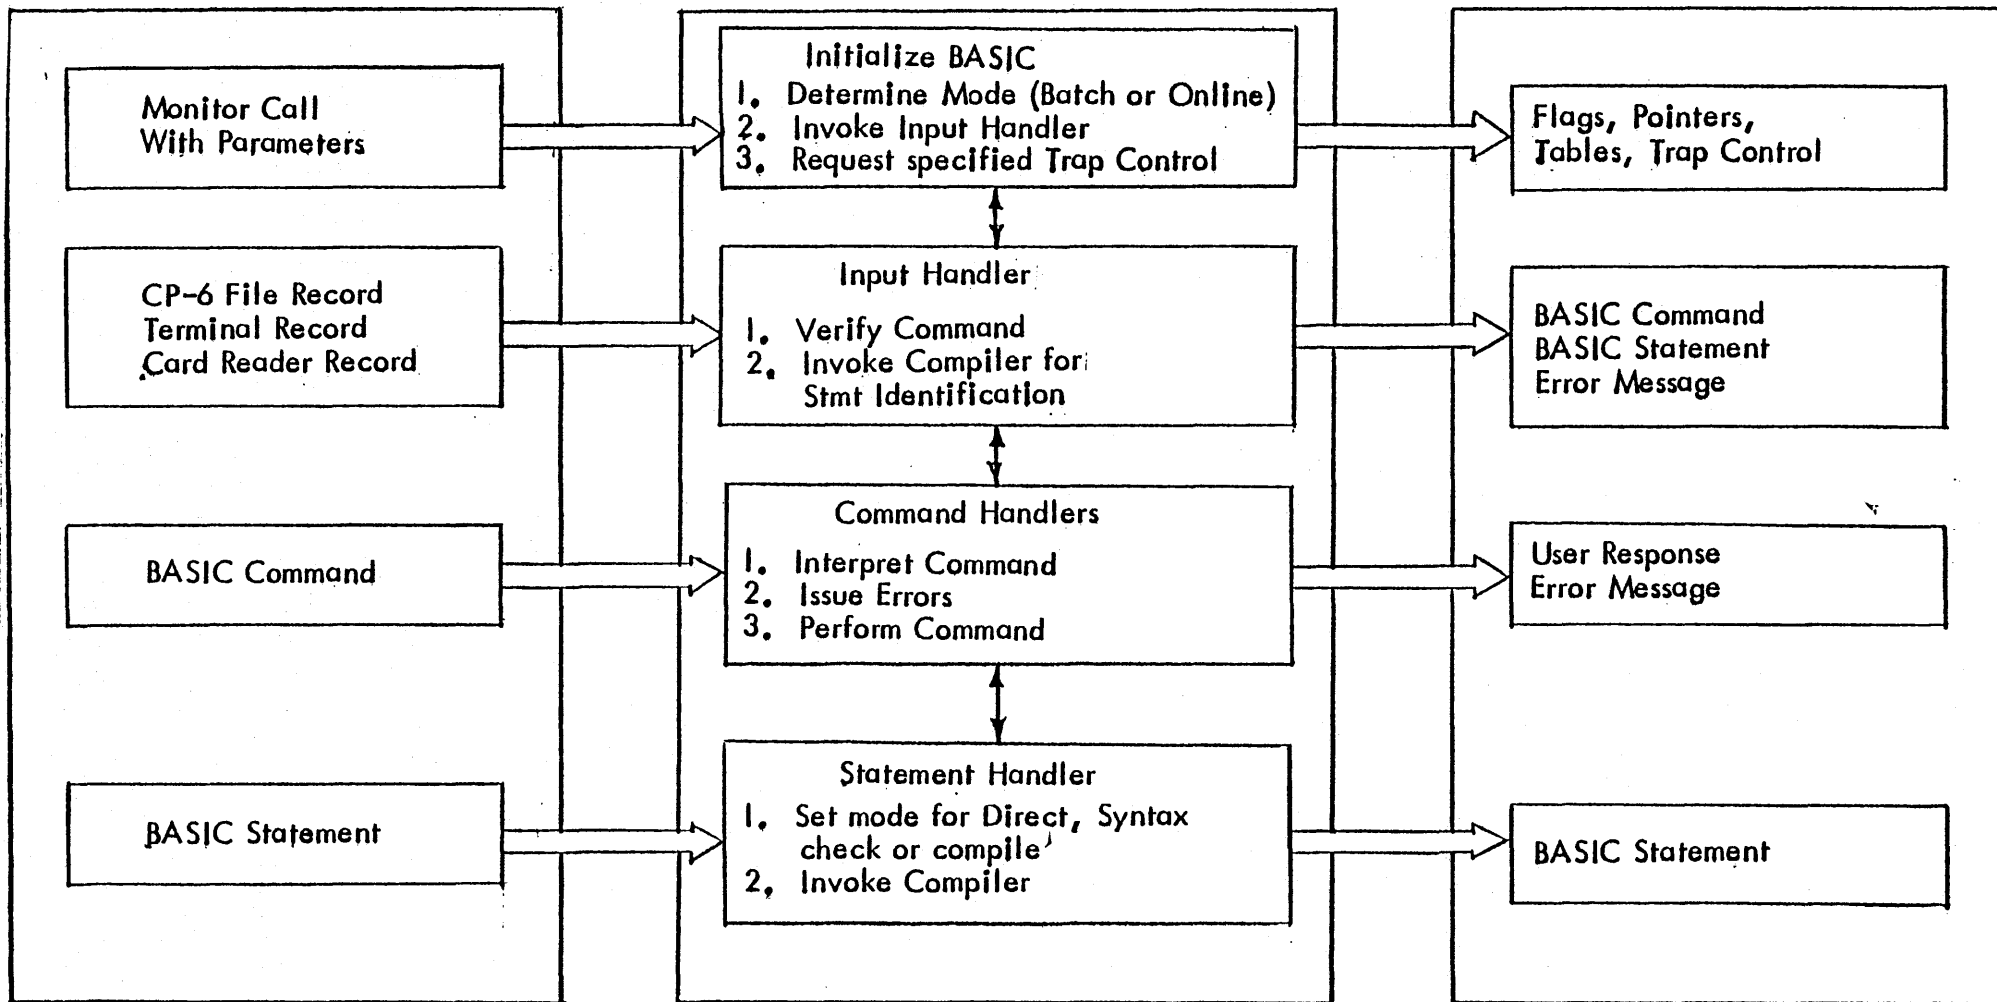 Monitor Call
With Parameters
Initialize BASIC
1. Determine Mode (Batch or Online)
2. Invoke Input Handler
3. Request specified Trap Control
Flags, Pointers,
Tables, Trap Control
CP-6 File Record
Terminal Record
Card Reader Record
Input Handler
1. Verify Command
2. Invoke Compiler for
Stmt Identification
BASIC Command
BASIC Statement
Error Message
BASIC Command
Command Handlers
1. Interpret Command
2. Issue Errors
3. Perform Command
User Response
Error Message
BASIC Statement
Statement Handler
1. Set mode for Direct, Syntax
check or compile
2. Invoke Compiler
BASIC Statement